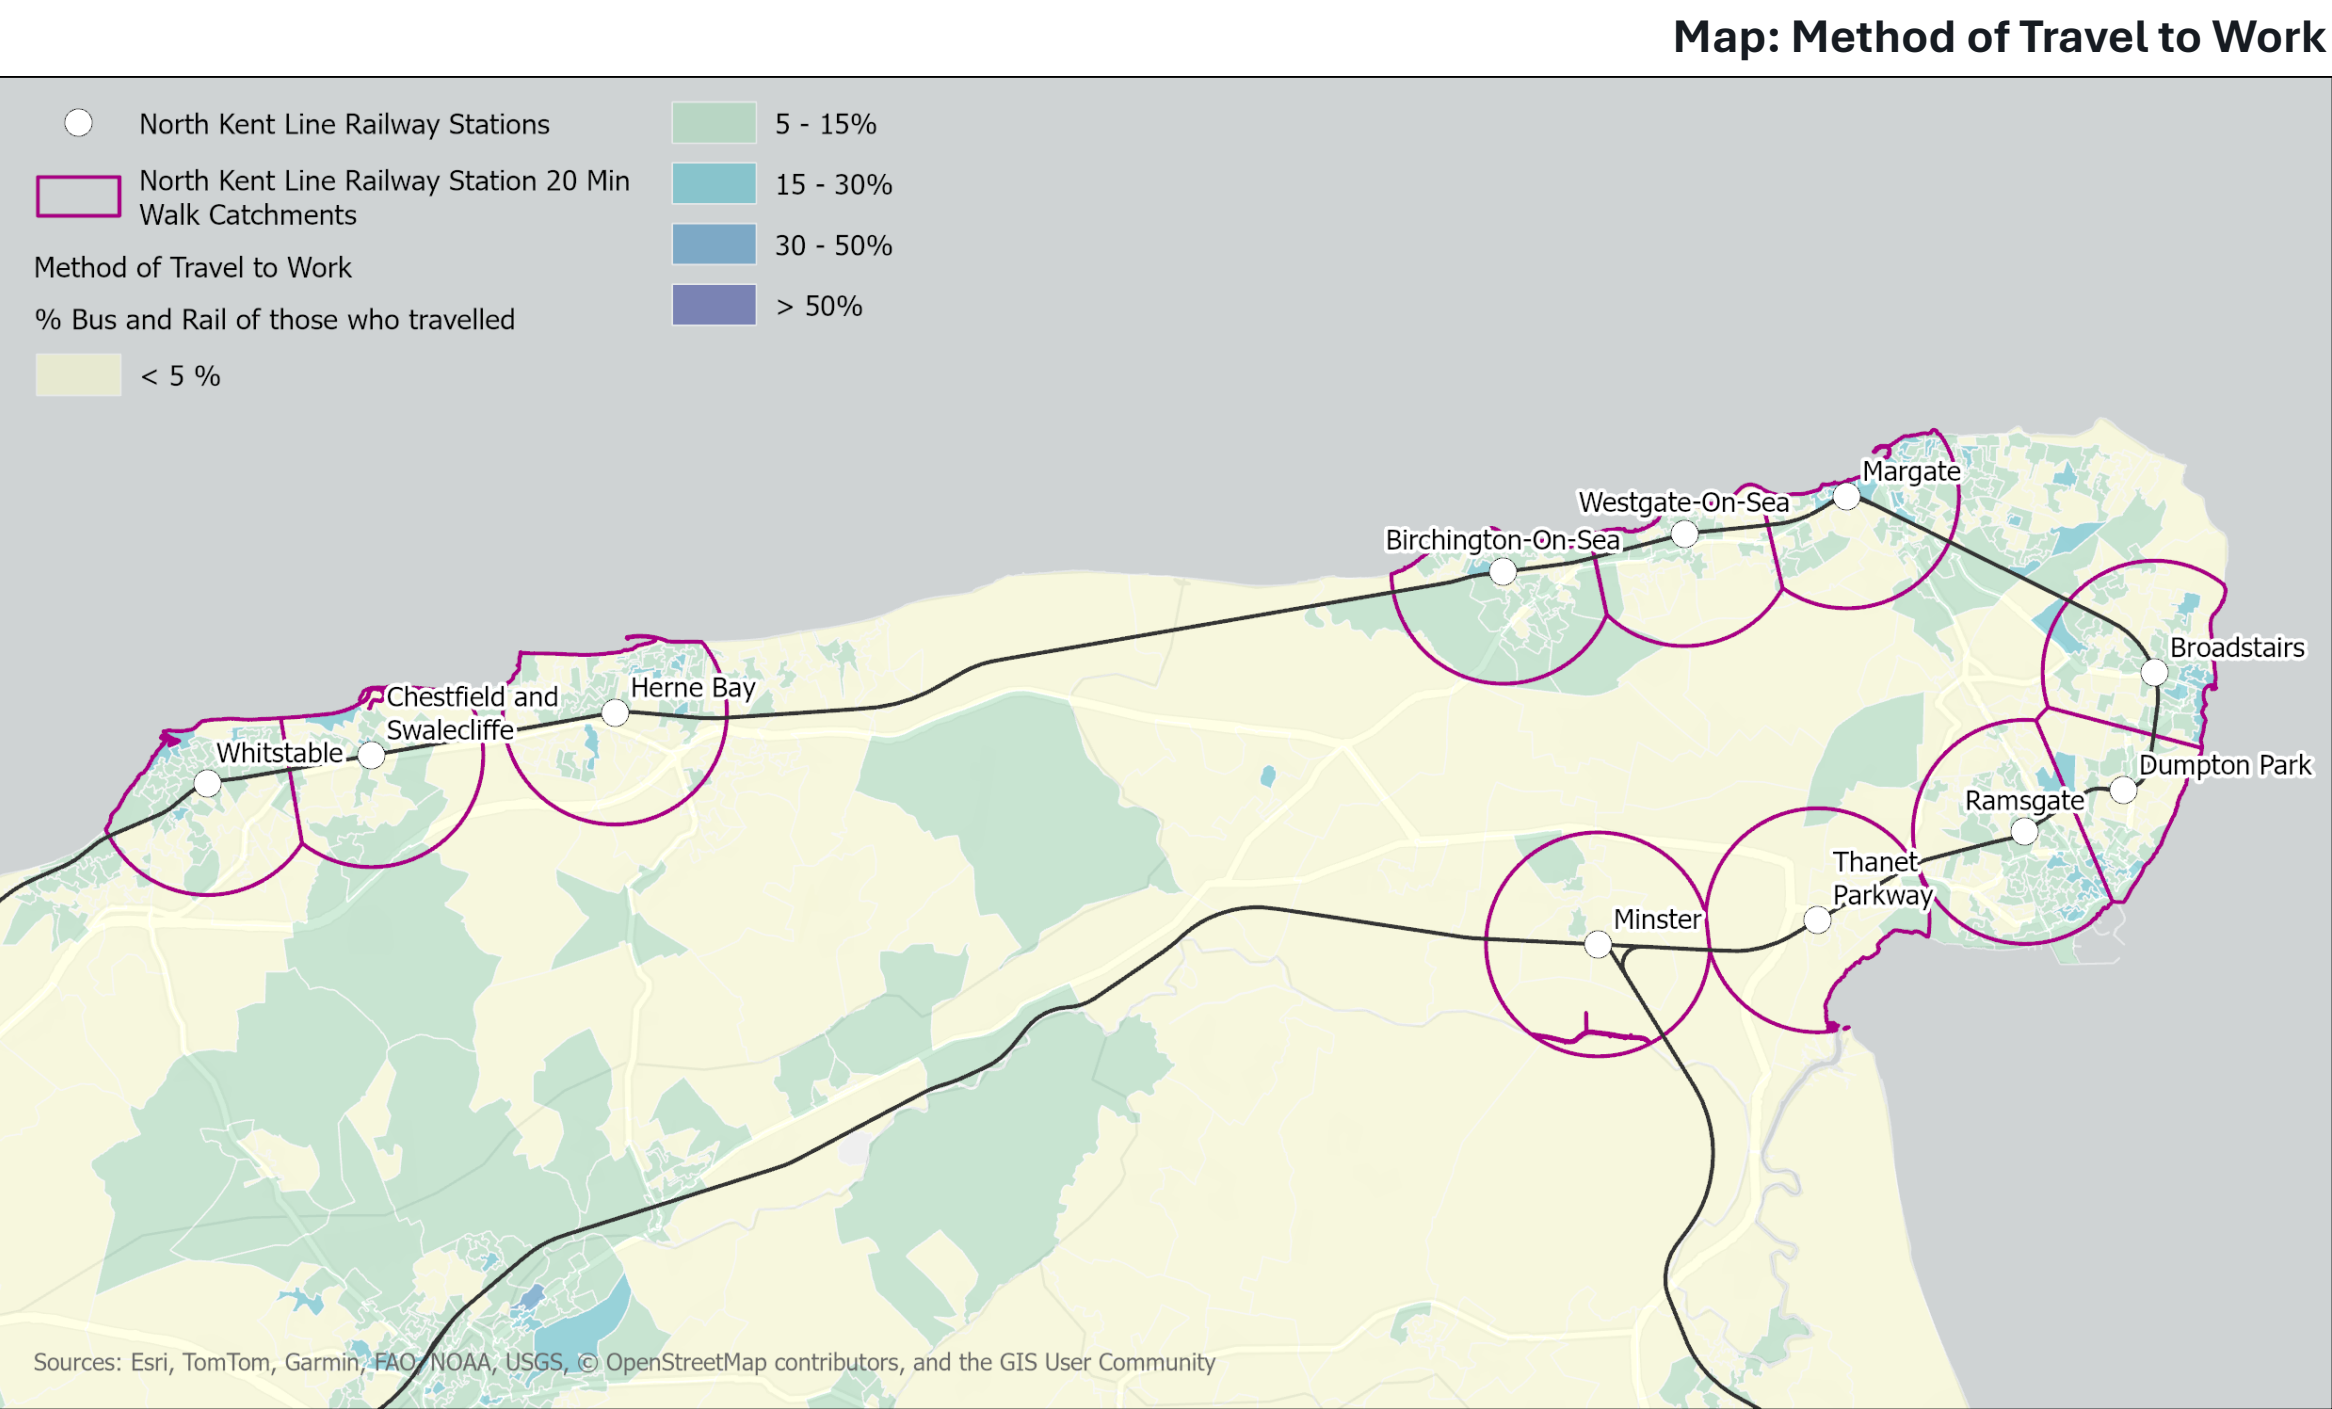 Map: Method of Travel to Work
North Kent Line Railway Stations
North Kent Line Railway Station 20 Min
Walk Catchments
Method of Travel to Work
% Bus and Rail of those who travelled
< 5 %
5 - 15%
15 - 30%
30 - 50%
> 50%
Margate
Westgate-On-Sea
Birchington-On-Sea
Broadstairs
Herne Bay
Chestfield and
Swalecliffe
Whitstable
Dumpton Park
Ramsgate
Thanet
Parkway
Minster
Sources: Esri, TomTom, Garmin, FAO, NOAA, USGS, © OpenStreetMap contributors, and the GIS User Community